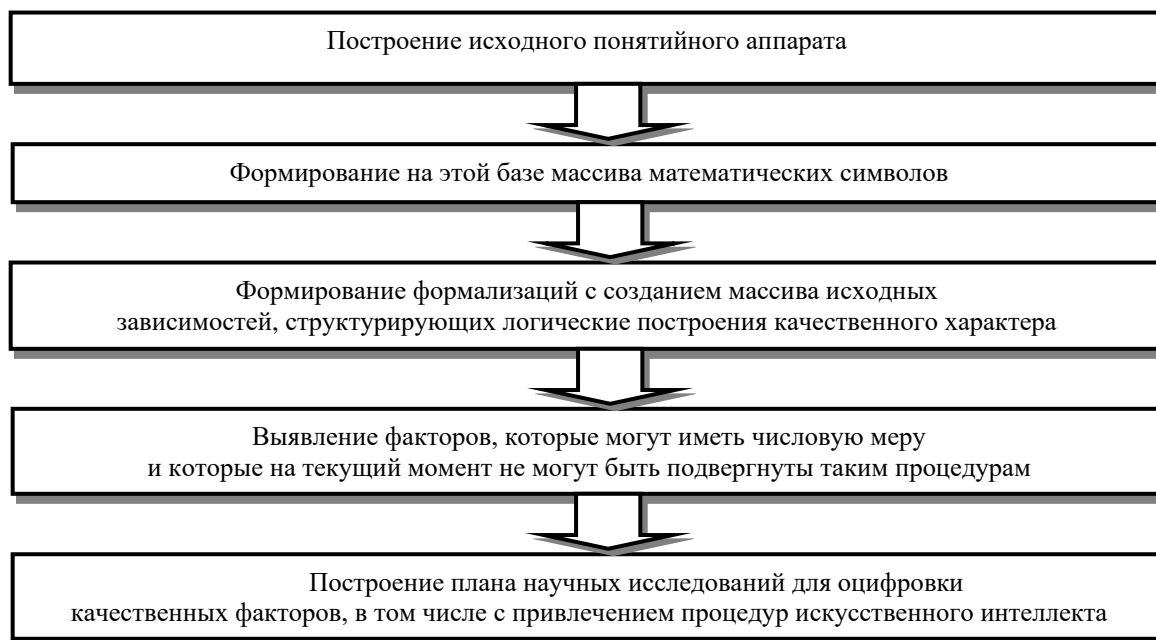 Построение исходного понятийного аппарата
Формирование на этой базе массива математических символов
Формирование формализаций с созданием массива исходных
зависимостей, структурирующих логические построения качественного характера
Выявление факторов, которые могут иметь числовую меру
и которые на текущий момент не могут быть подвергнуты таким процедурам
Построение плана научных исследований для оцифровки
качественных факторов, в том числе с привлечением процедур искусственного интеллекта